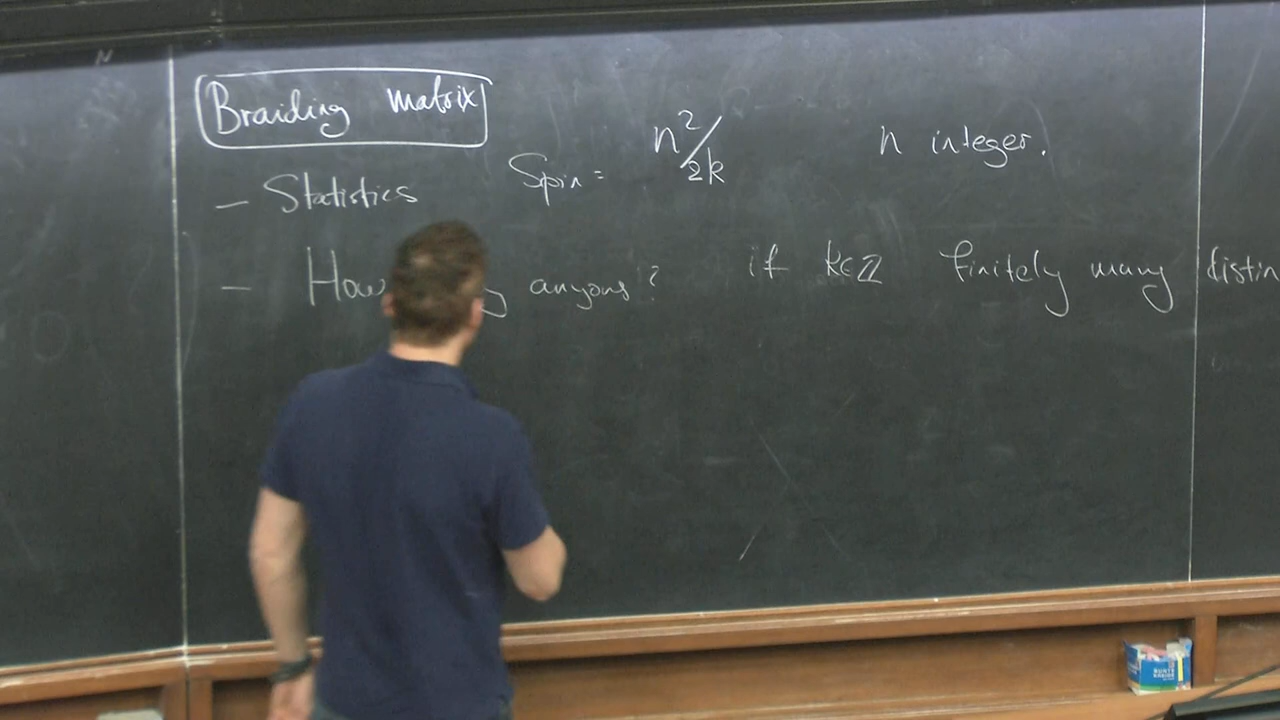 Braiding matrix
– Statistics Spin = n²/2k n integer.
– How anyons? if k∈ℤ finitely many distin